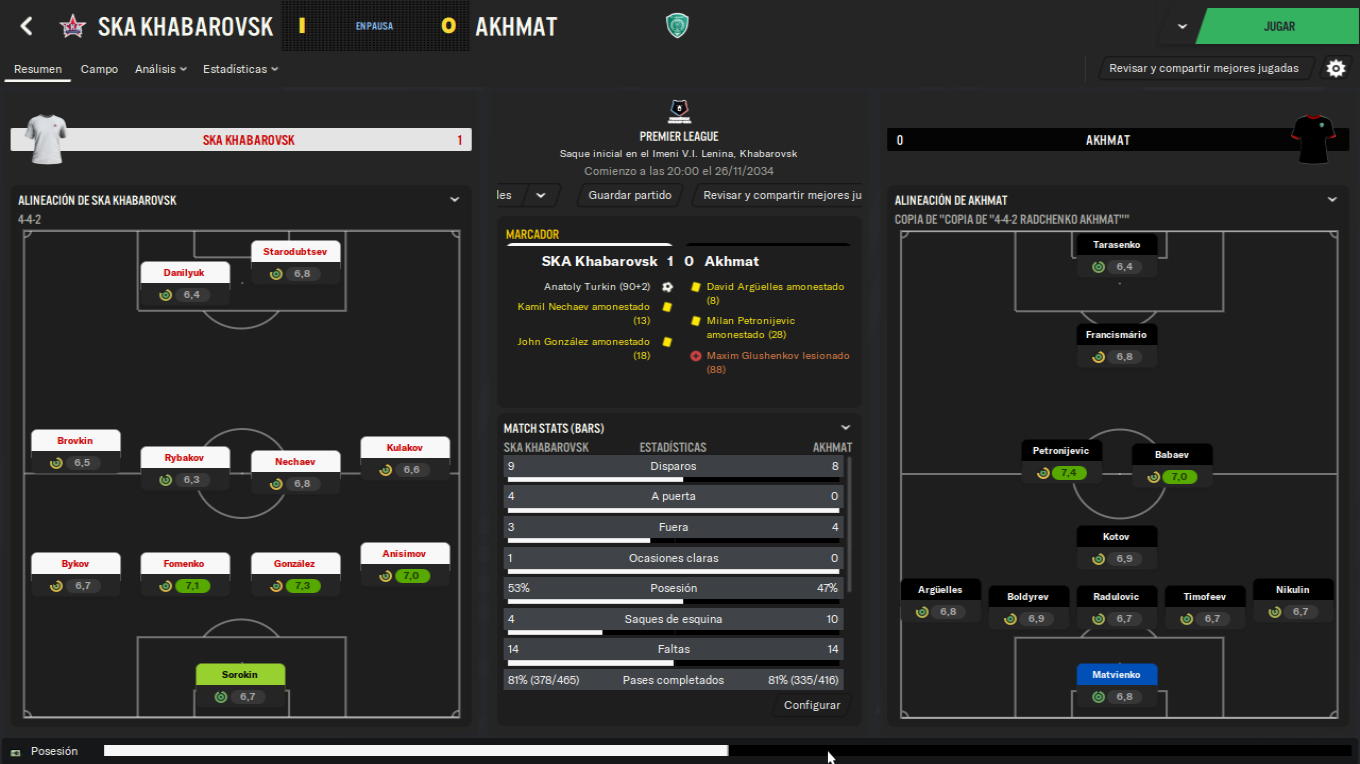 SKA KHABAROVSK
1
EN PAUSA
0
AKHMAT
JUGAR
Resumen
Campo
Análisis
Estadísticas
Revisar y compartir mejores jugadas
SKA KHABAROVSK
1
PREMIER LEAGUE
Saque inicial en el Imeni V.I. Lenina, Khabarovsk
Comienzo a las 20:00 el 26/11/2034
les
Guardar partido
Revisar y compartir mejores ju
0
AKHMAT
ALINEACIÓN DE SKA KHABAROVSK
4-4-2
Starodubtsev
6,8
Danilyuk
6,4
Brovkin
6,5
Rybakov
6,3
Nechaev
6,8
Kulakov
6,6
Bykov
6,7
Fomenko
7,1
González
7,3
Anisimov
7,0
Sorokin
6,7
MARCADOR
SKA Khabarovsk 1 0 Akhmat
Anatoly Turkin (90+2)
Kamil Nechaev amonestado
(13)
John González amonestado
(18)
David Argüelles amonestado
(8)
Milan Petronijevic
amonestado (28)
Maxim Glushenkov lesionado
(88)
MATCH STATS (BARS)
SKA KHABAROVSK ESTADÍSTICAS AKHMAT
9 Disparos 8
4 A puerta 0
3 Fuera 4
1 Ocasiones claras 0
53% Posesión 47%
4 Saques de esquina 10
14 Faltas 14
81% (378/465) Pases completados 81% (335/416)
Configurar
ALINEACIÓN DE AKHMAT
COPIA DE "COPIA DE "4-4-2 RADCHENKO AKHMAT""
Tarasenko
6,4
Francismário
6,8
Petronijevic
7,4
Babaev
7,0
Kotov
6,9
Argüelles
6,8
Boldyrev
6,9
Radulovic
6,7
Timofeev
6,7
Nikulin
6,7
Matvienko
6,8
Posesión